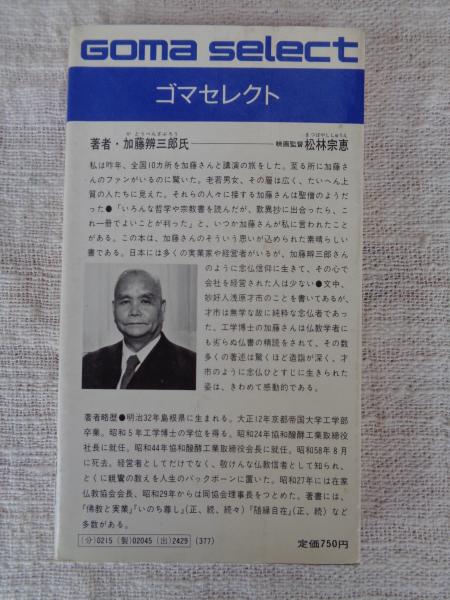 Goma select
ゴマセレクト
著者・加藤辨三郎氏────映画監督松林宗恵
かとうべんざぶろう
まつばやししゅうえ
私は昨年、全国10カ所を加藤さんと講演の旅をした。至る所に加藤さ
んのファンがいるのに驚いた。老若男女、その層は広く、たいへん上
質の人たちに見えた。それらの人々に接する加藤さんは聖僧のようだ
った●「いろんな哲学や宗教書を読んだが、歎異抄に出合ったら、こ
れ一冊でよいことが判った」と、いつか加藤さんが私に言われたこと
がある。この本は、加藤さんのそういう思いが込められた素晴らしい
書である。日本には多くの実業家や経営者がいるが、加藤辨三郎さん
のように念仏信仰に生きて、その心で
会社を経営された人は少ない●文中、
妙好人浅原才市のことを書いてあるが、
才市は無学な故に純粋な念仏者であっ
た。工学博士の加藤さんは仏教学者に
も劣らぬ仏書の精読をされて、その数
多くの著述は驚くほど造詣が深く、才
市のように念仏ひとすじに生きられた
姿は、きわめて感動的である。
著者略歴●明治32年島根県に生まれる。大正12年京都帝国大学工学部
卒業。昭和5年工学博士の学位を得る。昭和24年協和醗酵工業取締役
社長に就任。昭和44年協和醗酵工業取締役会長に就任。昭和58年8月
に死去。経営者としてだけでなく、敬けんな仏教信者として知られ、
とくに親鸞の教えを人生のバックボーンに置いた。昭和27年には在家
仏教協会会長、昭和29年からは同協会理事長をつとめた。著書には、
『佛教と実業』『いのち尊し』(正、続、続々)『随縁自在』(正、続)など
多数がある。
(分)0215 (製)02045 (出)2429 (377)
定価750円